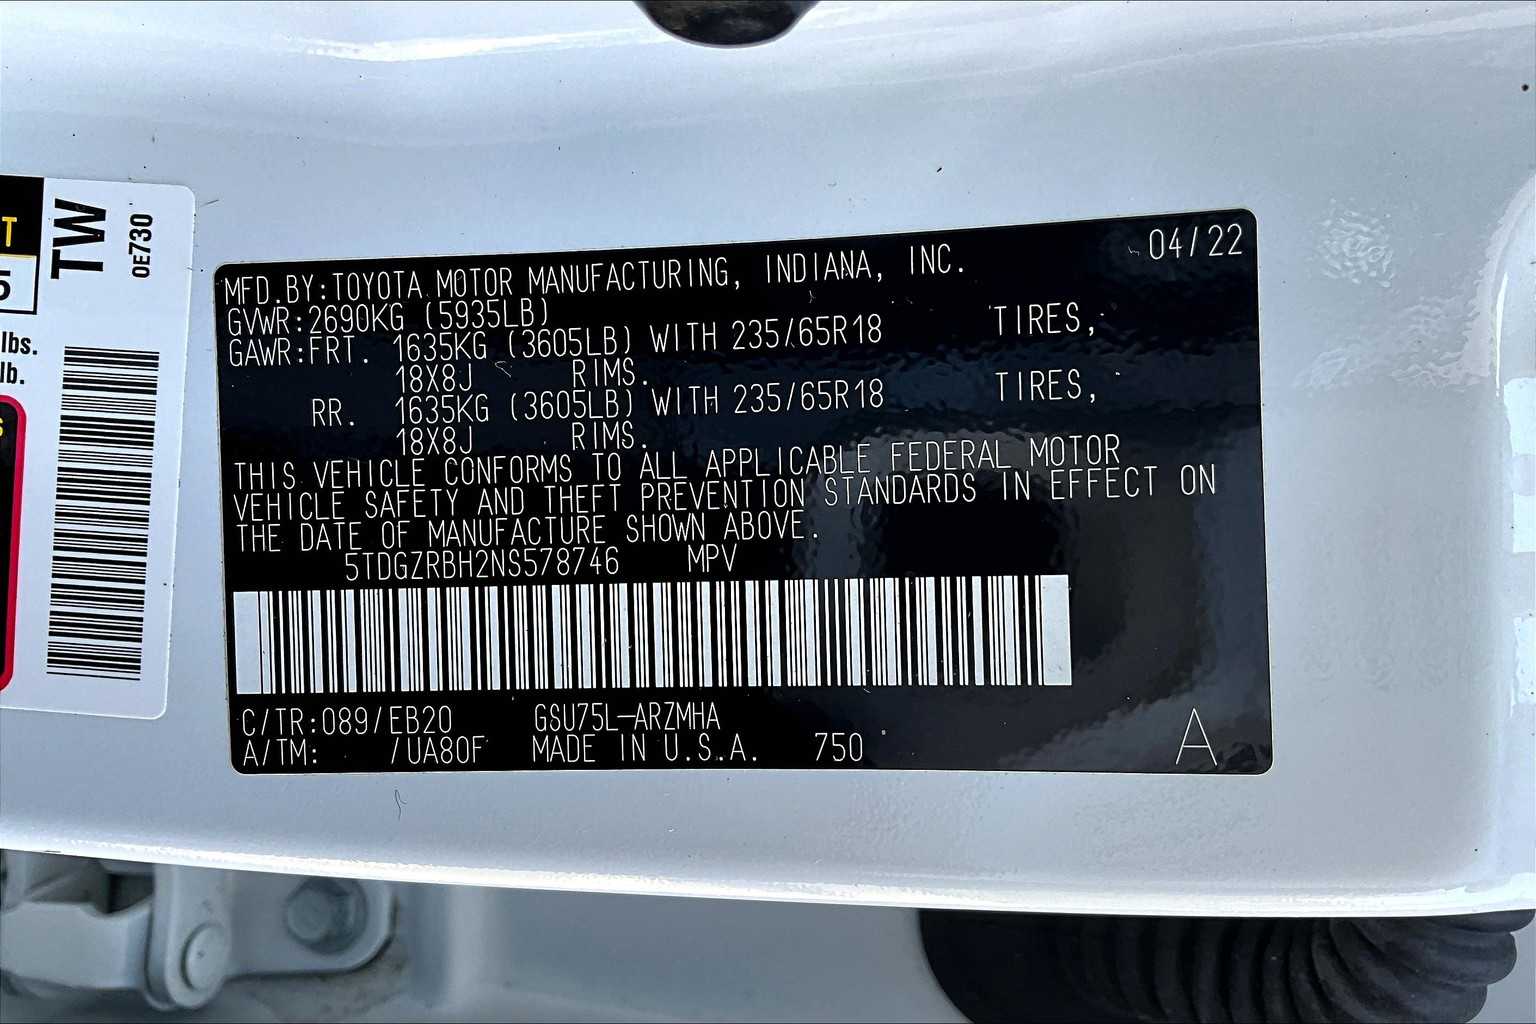 T
5
lbs.
lb.
S
TW
OE730
MFD.BY:TOYOTA MOTOR MANUFACTURING, INDIANA, INC. 04/22
GVWR:2690KG (5935LB)
GAWR:FRT. 1635KG (3605LB) WITH 235/65R18 TIRES,
18X8J RIMS.
RR. 1635KG (3605LB) WITH 235/65R18 TIRES,
18X8J RIMS.
THIS VEHICLE CONFORMS TO ALL APPLICABLE FEDERAL MOTOR
VEHICLE SAFETY AND THEFT PREVENTION STANDARDS IN EFFECT ON
THE DATE OF MANUFACTURE SHOWN ABOVE.
5TDGZRBH2NS578746 MPV
C/TR:089/EB20 GSU75L-ARZMHA
A/TM: /UA80F MADE IN U.S.A. 750 A